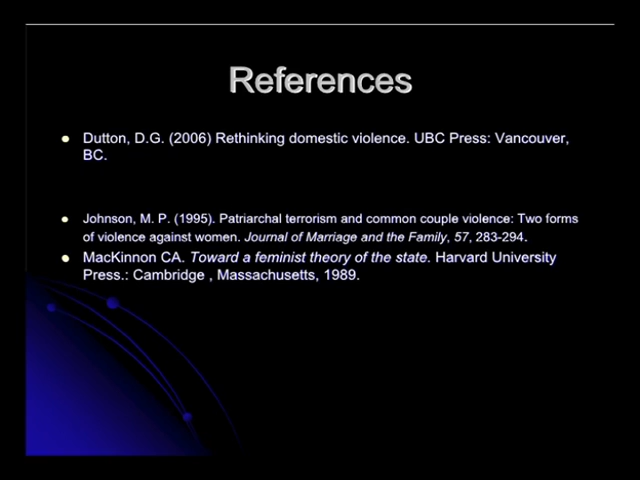 References
Dutton, D.G. (2006) Rethinking domestic violence. UBC Press: Vancouver,
BC.
Johnson, M. P. (1995). Patriarchal terrorism and common couple violence: Two forms
of violence against women. Journal of Marriage and the Family, 57, 283-294.
MacKinnon CA. Toward a feminist theory of the state. Harvard University
Press.: Cambridge , Massachusetts, 1989.